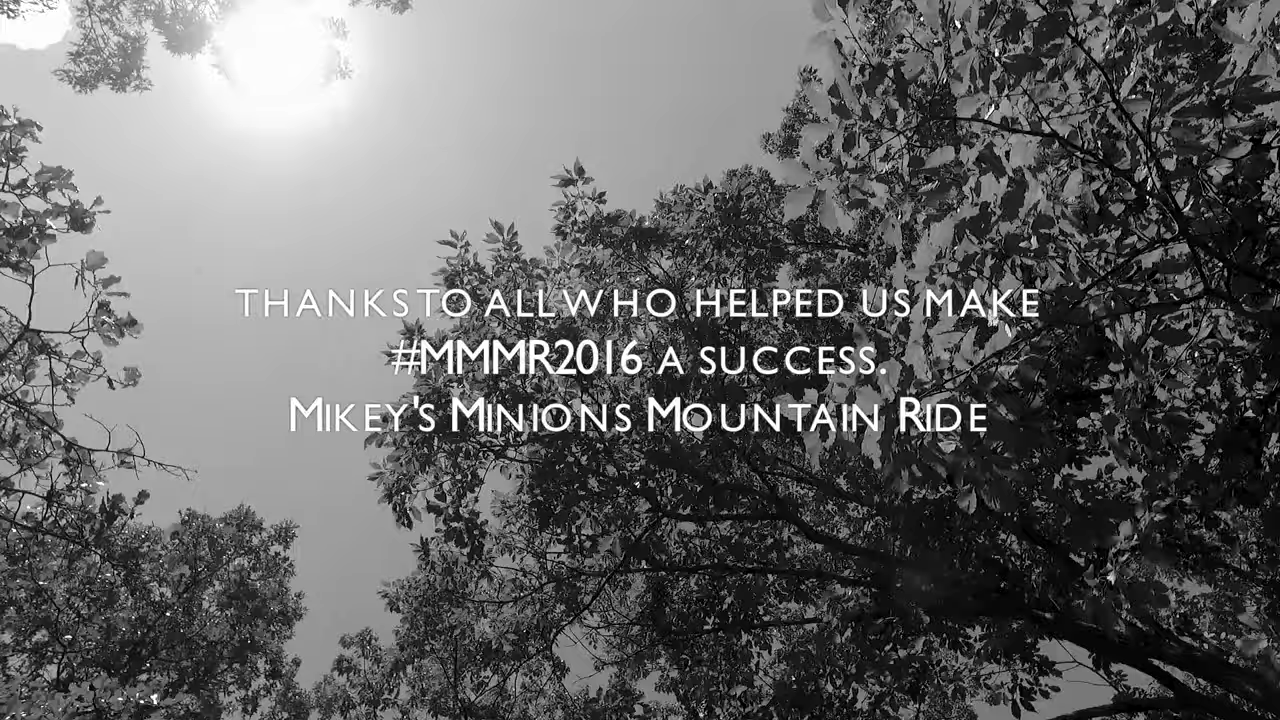 THANKS TO ALL WHO HELPED US MAKE
#MMMR2016 A SUCCESS.
MIKEY'S MINIONS MOUNTAIN RIDE